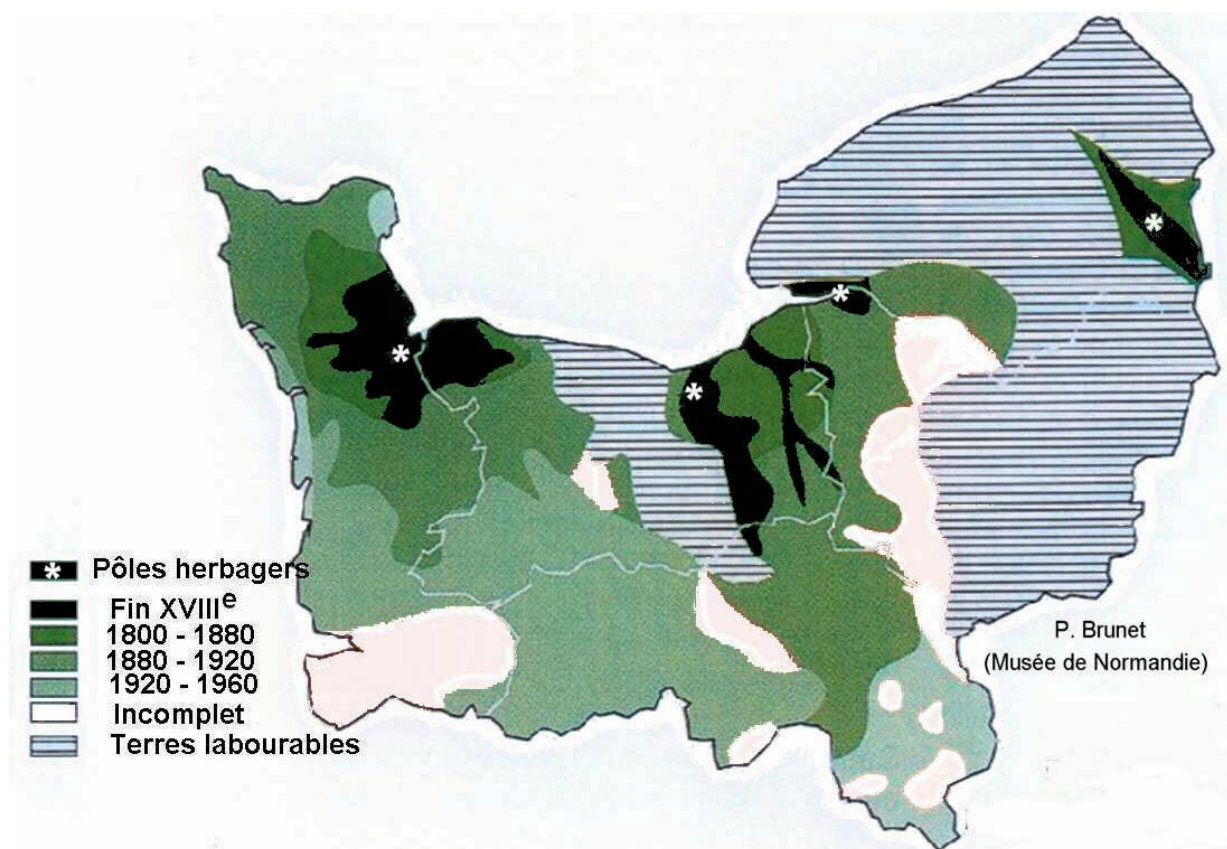 Pôles herbagers
Fin XVIIIe
1800 - 1880
1880 - 1920
1920 - 1960
Incomplet
Terres labourables
P. Brunet
(Musée de Normandie)